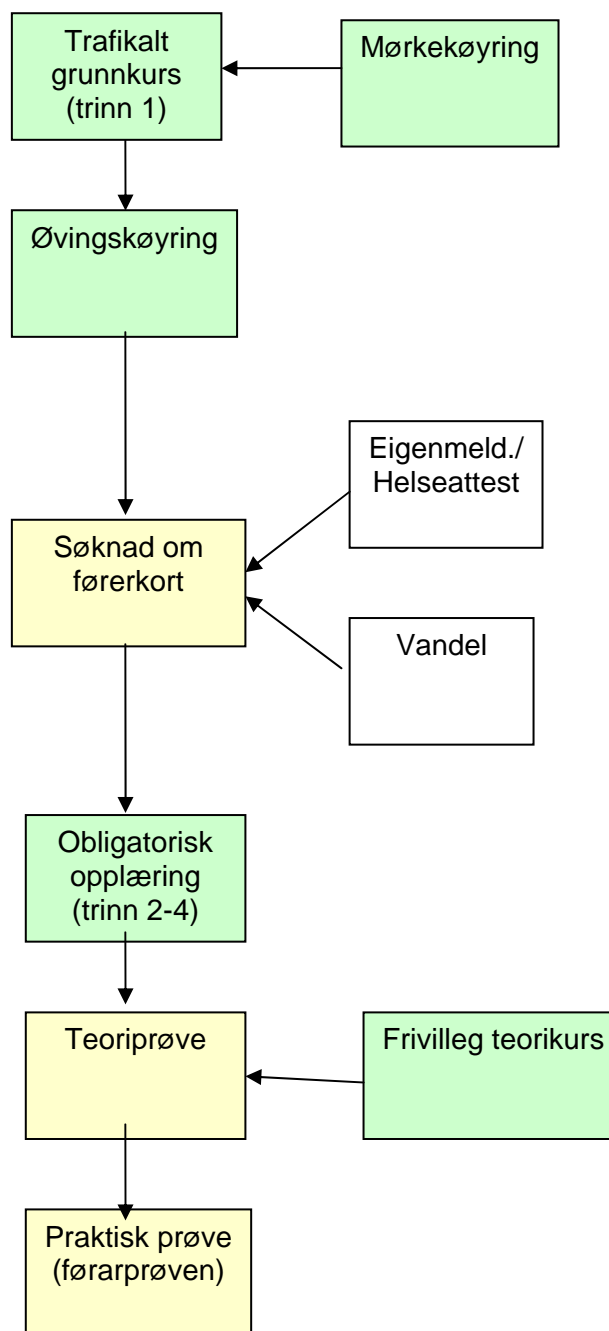 Trafikalt
grunnkurs
(trinn 1)
Mørkekøyring
Øvingskøyring
Eigenmeld./
Helseattest
Søknad om
førerkort
Vandel
Obligatorisk
opplæring
(trinn 2-4)
Teoriprøve
Frivilleg teorikurs
Praktisk prøve
(førarprøven)